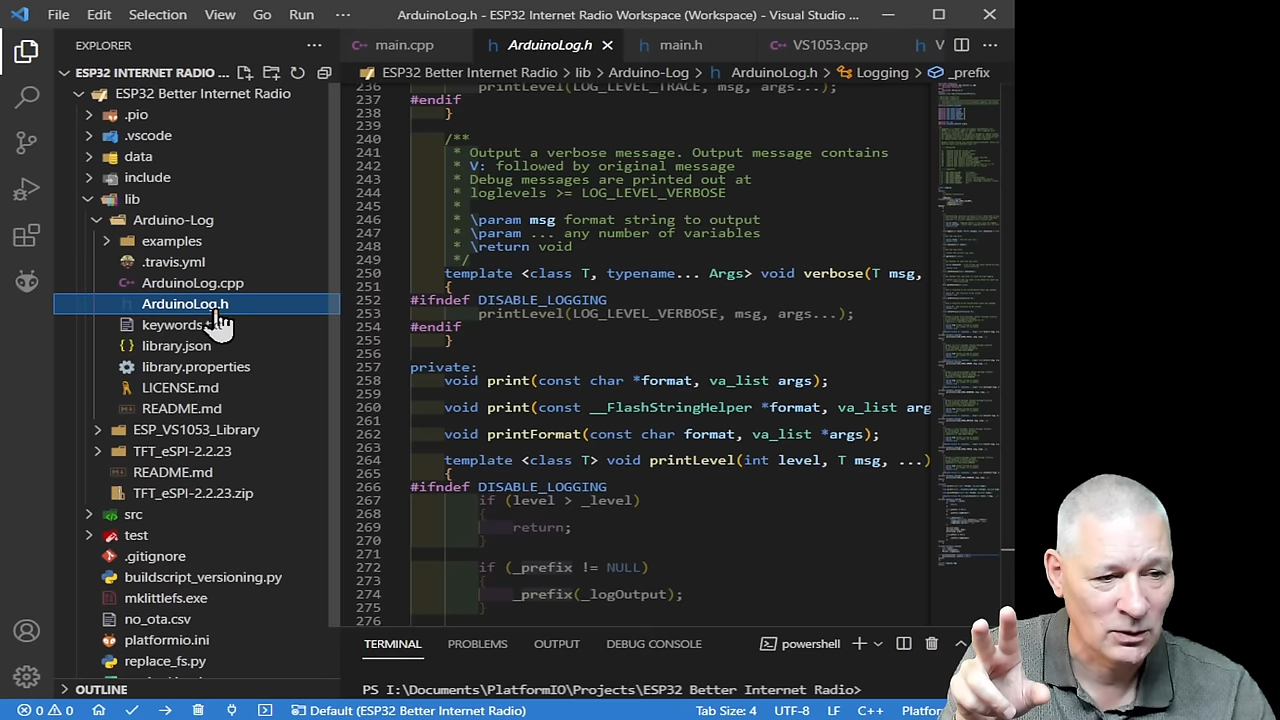 File Edit Selection View Go Run ···
ArduinoLog.h - ESP32 Internet Radio Workspace (Workspace) - Visual Studio ...
EXPLORER
ESP32 INTERNET RADIO ...
ESP32 Better Internet Radio
.pio
.vscode
data
include
lib
Arduino-Log
examples
.travis.yml
ArduinoLog.cpp
ArduinoLog.h
library.json
library.properties
LICENSE.md
README.md
ESP_VS1053_Library
TFT_eSPI-2.2.23
README.md
TFT_eSPI-2.2.23.zip
src
test
.gitignore
buildscript_versioning.py
mklittlefs.exe
no_ota.csv
platformio.ini
replace_fs.py
OUTLINE
main.cpp ArduinoLog.h main.h VS1053.cpp V
ESP32 Better Internet Radio > lib > Arduino-Log > ArduinoLog.h > Logging > _prefix
236 printLevel(LOG_LEVEL_TRACE, msg, args...);
237 #endif
238 }
239
240 /**
241 * Output a verbose message. Output message contains
242 * V: followed by original message
243 * Debug messages are printed out at
244 * loglevels >= LOG_LEVEL_VERBOSE
245 *
246 * \param msg format string to output
247 * \param ... any number of variables
248 * \return void
249 */
250 template <class T, typename... Args> void verbose(T msg,
251 {
252 #ifndef DISABLE_LOGGING
253 printLevel(LOG_LEVEL_VERBOSE, msg, args...);
254 #endif
255 }
256
257 private:
258 void print(const char *format, va_list args);
259
260 void print(const __FlashStringHelper *format, va_list arg
261
262 void printFormat(const char format, va_list *args);
263
264 template <class T> void printLevel(int level, T msg, ...)
265 {
266 #ifndef DISABLE_LOGGING
267 if (level > _level)
268 {
269 return;
270 }
271
272 if (_prefix != NULL)
273 {
274 _prefix(_logOutput);
275 }
276
TERMINAL PROBLEMS OUTPUT DEBUG CONSOLE powershell
PS I:\Documents\PlatformIO\Projects\ESP32 Better Internet Radio>
0 0 Default (ESP32 Better Internet Radio) Tab Size: 4 UTF-8 LF C++